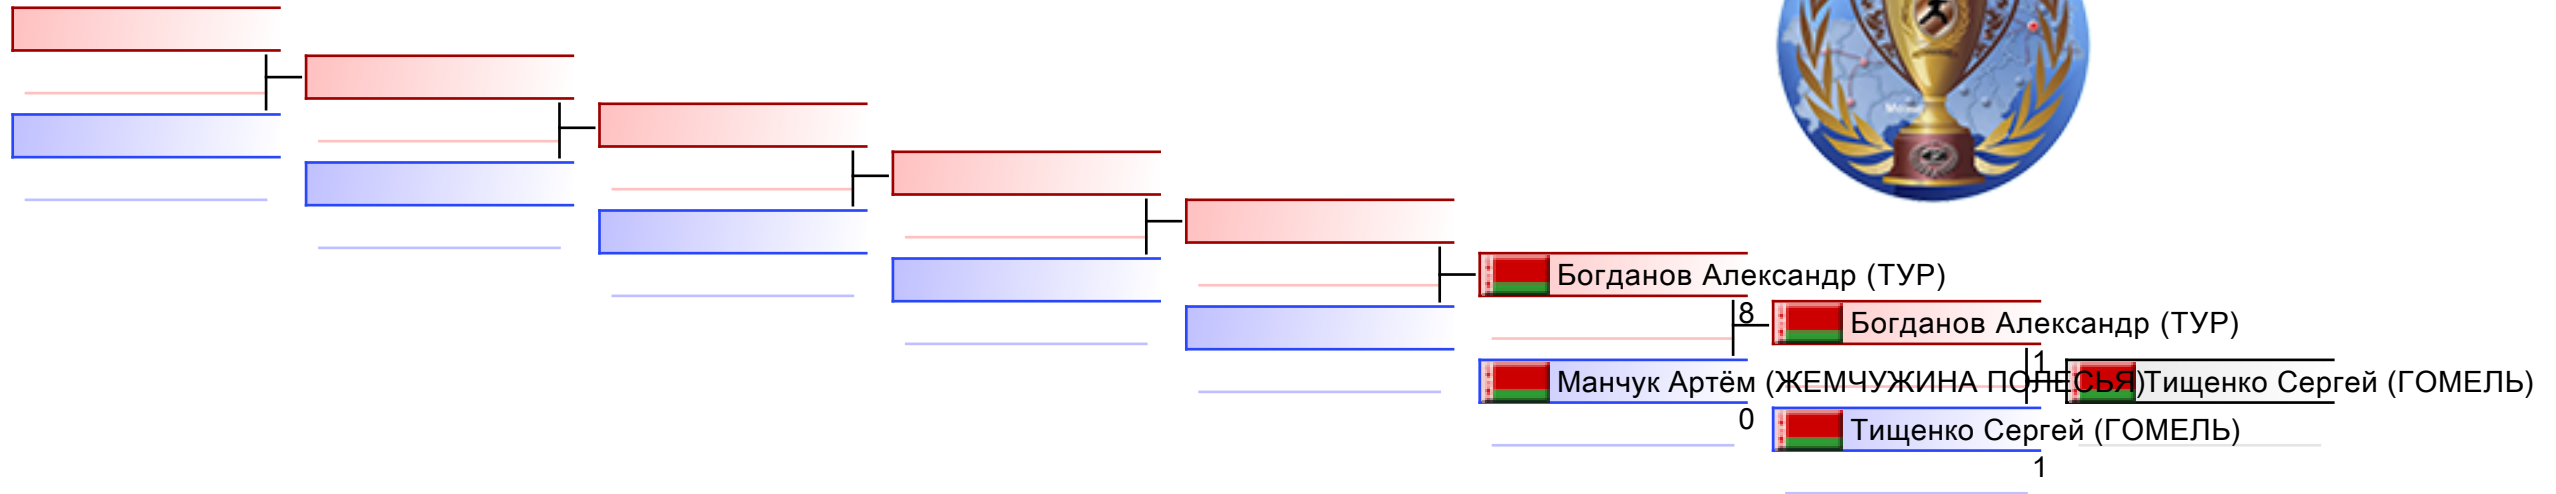 Богданов Александр (ТУР)
8
Богданов Александр (ТУР)
1
Манчук Артём (ЖЕМЧУЖИНА ПОЛЕСЬЯ)
Тищенко Сергей (ГОМЕЛЬ)
0
Тищенко Сергей (ГОМЕЛЬ)
1